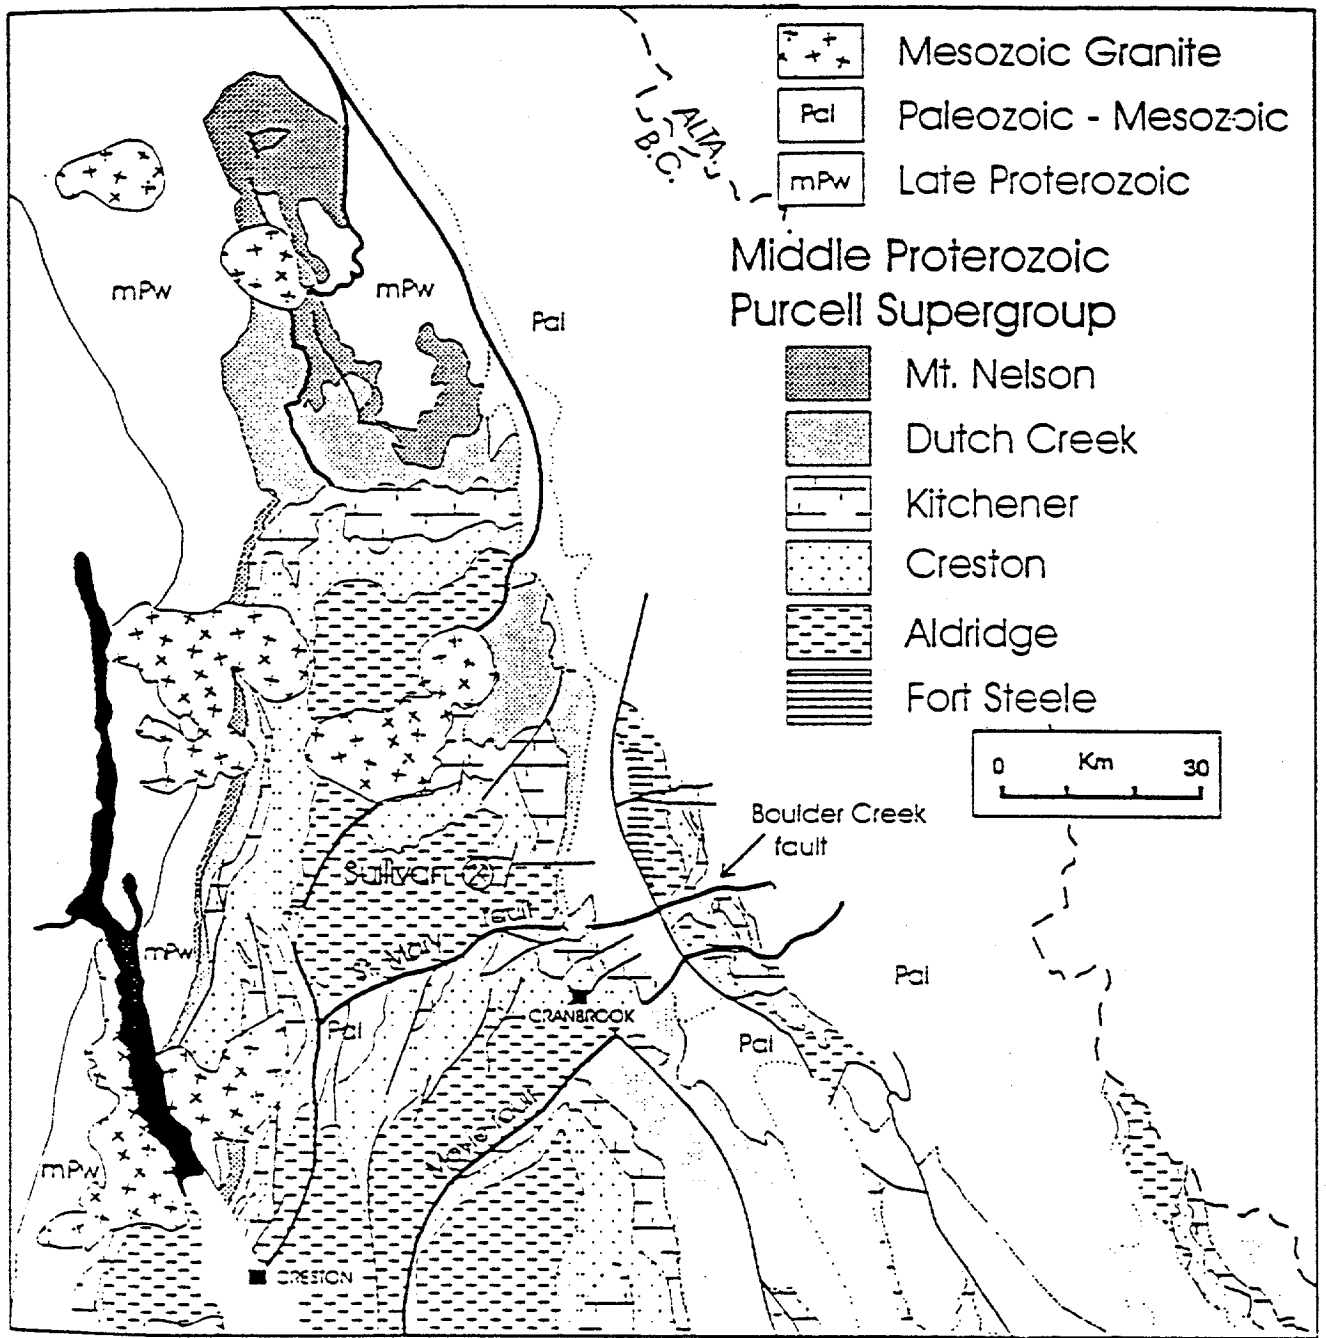 Mesozoic Granite
Pal
Paleozoic - Mesozoic
mPw
Late Proterozoic
ALTA.
B.C.
Middle Proterozoic
Purcell Supergroup
Mt. Nelson
Dutch Creek
Kitchener
Creston
Aldridge
Fort Steele
mPw
mPw
Pal
0 Km 30
Boulder Creek
fault
Sullivan
fault
mPw
Pal
CRANBROOK
Pal
Pal
mPw
CRESTON